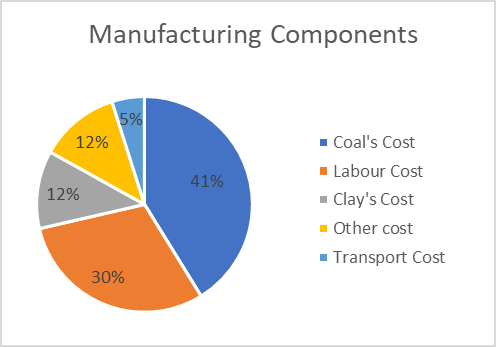 Manufacturing Components
5%
12%
41%
12%
30%
Coal's Cost
Labour Cost
Clay's Cost
Other cost
Transport Cost